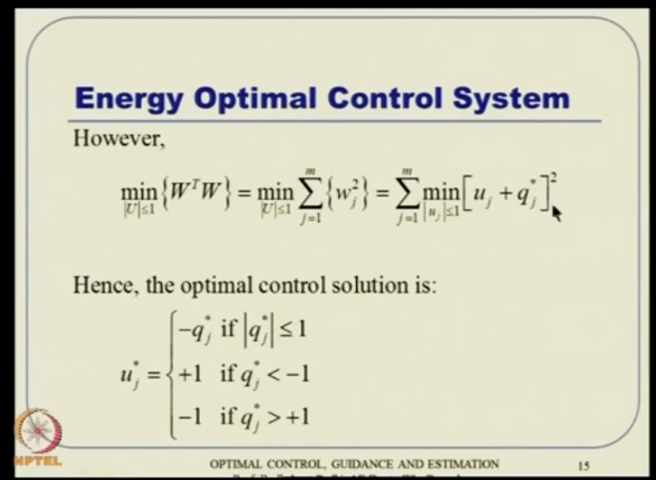 Energy Optimal Control System
However,
min_{|U|≤1} {W^T W} = min_{|U|≤1} Σ_{j=1}^{m} {w_j^2} = Σ_{j=1}^{m} min_{|u_j|≤1} [u_j + q_j^*]^2
Hence, the optimal control solution is:
u_j^* = { −q_j^* if |q_j^*| ≤ 1
+1 if q_j^* < −1
−1 if q_j^* > +1
NPTEL
OPTIMAL CONTROL, GUIDANCE AND ESTIMATION 15